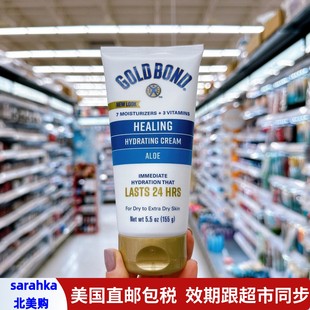 GOLD BOND
NEW LOOK
7 MOISTURIZERS + 3 VITAMINS
HEALING
HYDRATING CREAM
ALOE
IMMEDIATE
HYDRATION THAT
LASTS 24 HRS
For Dry to Extra Dry Skin
Net wt 5.5 oz (155 g)
sarahka
北美购
美国直邮包税 效期跟超市同步